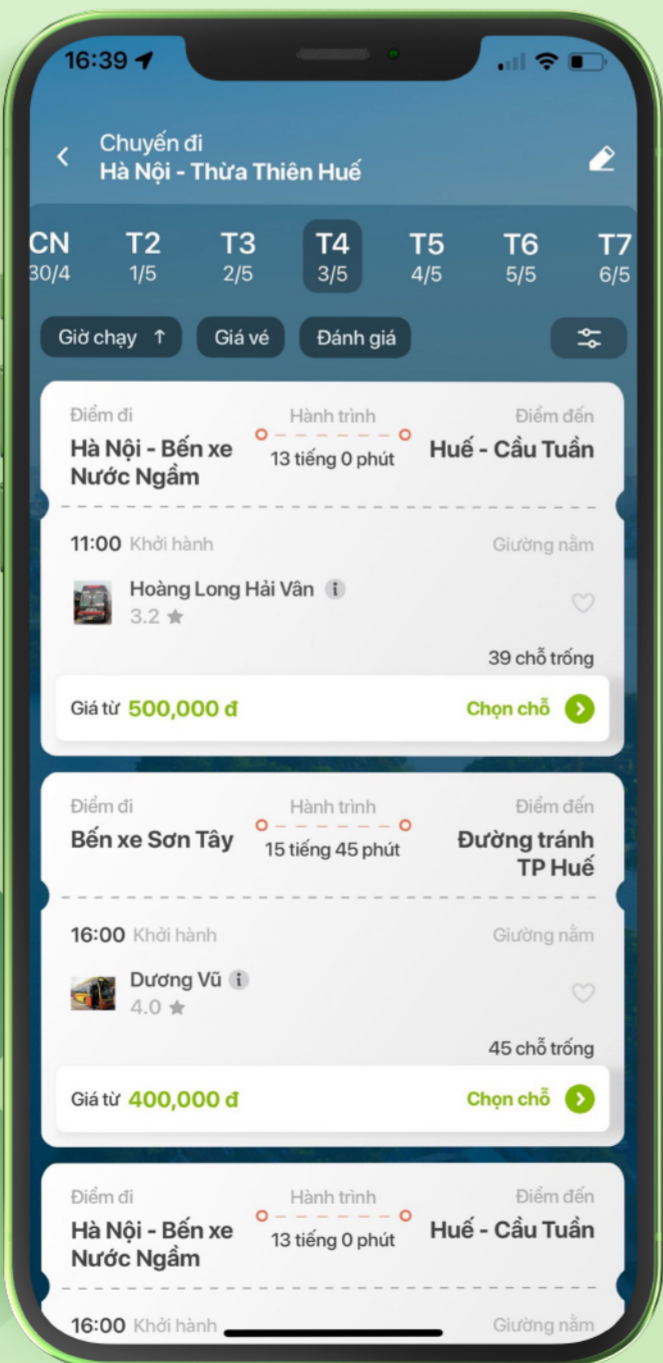 16:39
Chuyến đi
Hà Nội - Thừa Thiên Huế
CN T2 T3 T4 T5 T6 T7
30/4 1/5 2/5 3/5 4/5 5/5 6/5
Giờ chạy ↑ Giá vé Đánh giá
Điểm đi Hành trình Điểm đến
Hà Nội - Bến xe Nước Ngầm 13 tiếng 0 phút Huế - Cầu Tuần
11:00 Khởi hành Giường nằm
Hoàng Long Hải Vân i
3.2 ★
39 chỗ trống
Giá từ 500,000 đ Chọn chỗ
Điểm đi Hành trình Điểm đến
Bến xe Sơn Tây 15 tiếng 45 phút Đường tránh TP Huế
16:00 Khởi hành Giường nằm
Dương Vũ i
4.0 ★
45 chỗ trống
Giá từ 400,000 đ Chọn chỗ
Điểm đi Hành trình Điểm đến
Hà Nội - Bến xe Nước Ngầm 13 tiếng 0 phút Huế - Cầu Tuần
16:00 Khởi hành Giường nằm